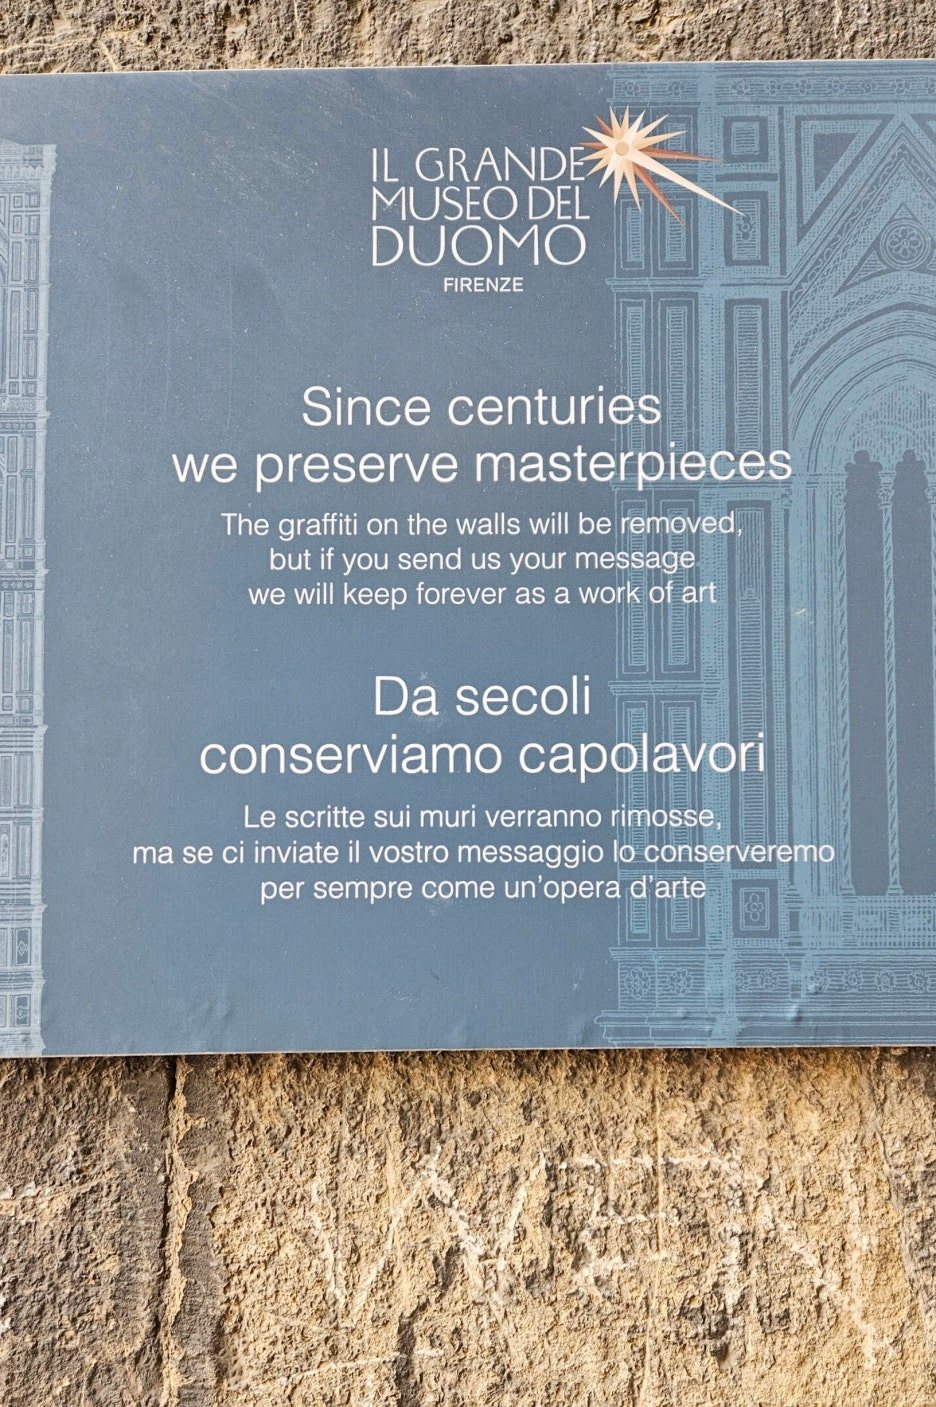 IL GRANDE
MUSEO DEL
DUOMO
FIRENZE
Since centuries
we preserve masterpieces
The graffiti on the walls will be removed,
but if you send us your message
we will keep forever as a work of art
Da secoli
conserviamo capolavori
Le scritte sui muri verranno rimosse,
ma se ci inviate il vostro messaggio lo conserveremo
per sempre come un'opera d'arte